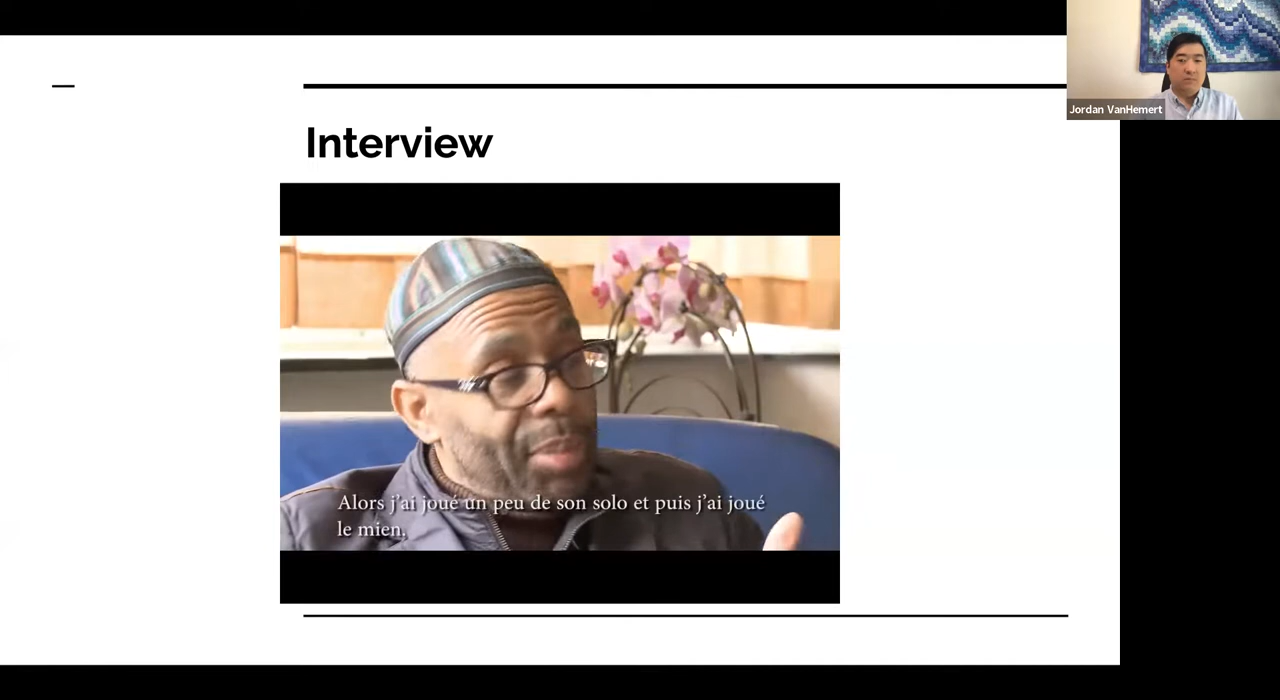 Jordan VanHemert
Interview
Alors j'ai joué un peu de son solo et puis j'ai joué
le mien.